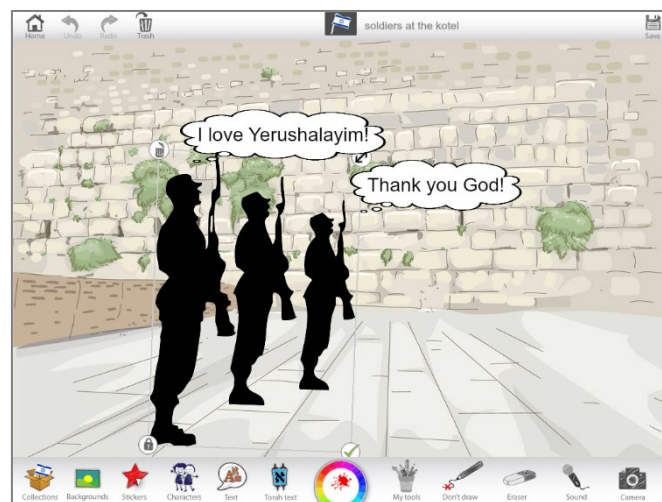 Home
Undo
Redo
Trash
soldiers at the kotel
Save
I love Yerushalayim!
Thank you God!
Collections
Backgrounds
Stickers
Characters
Text
Torah text
My tools
Don't draw
Eraser
Sound
Camera